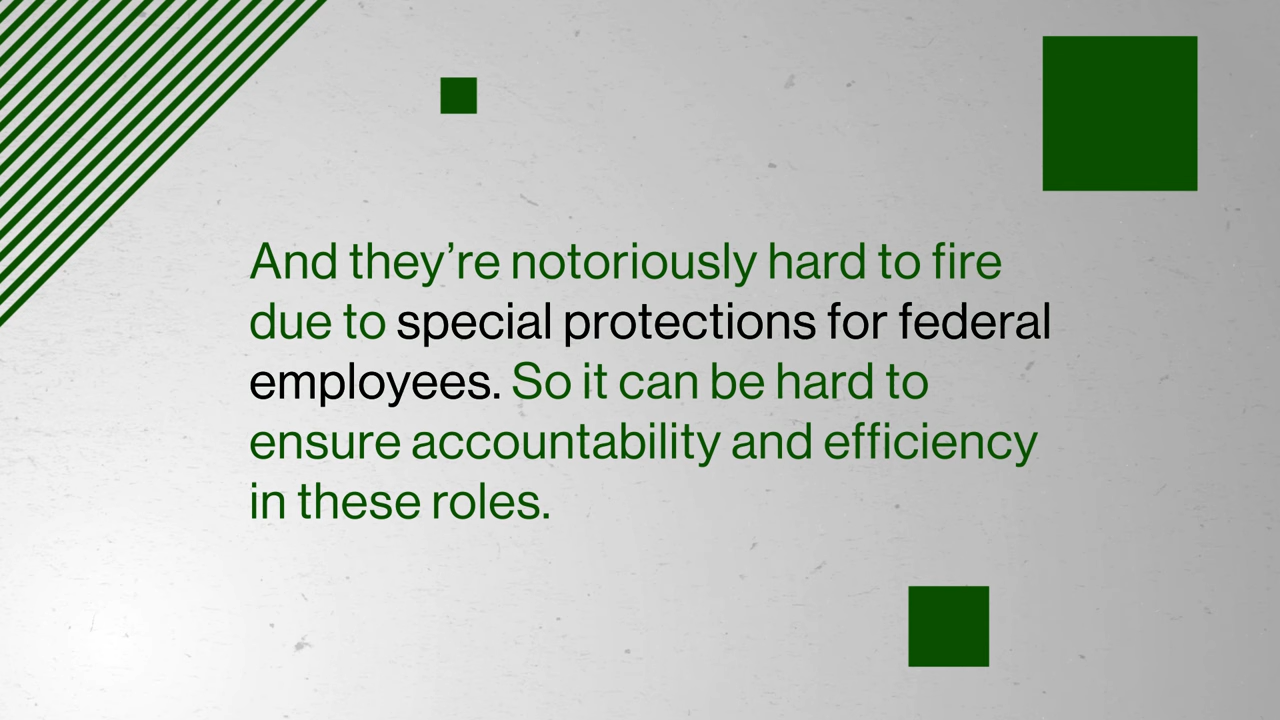 And they’re notoriously hard to fire
due to special protections for federal
employees. So it can be hard to
ensure accountability and efficiency
in these roles.